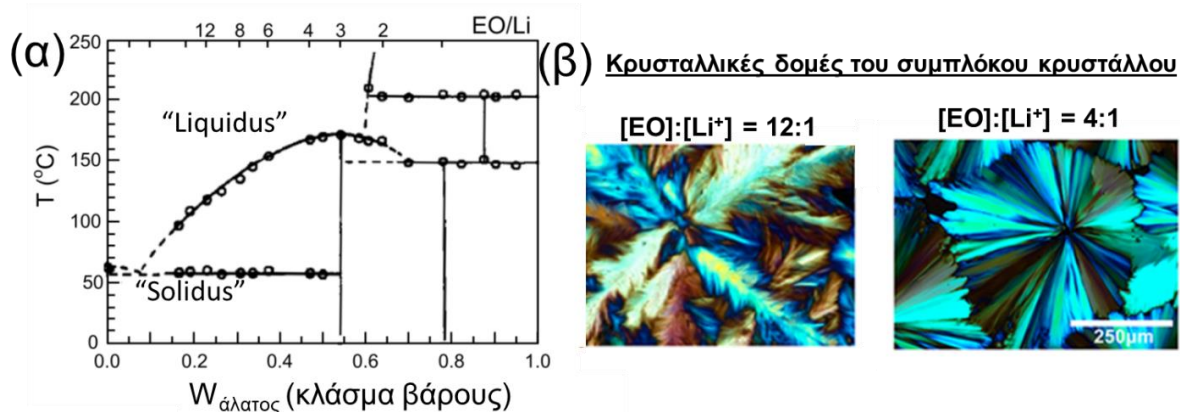 (α)
EO/Li
12 8 6 4 3 2
250
200
150
100
50
0
T (°C)
“Liquidus”
“Solidus”
0.0 0.2 0.4 0.6 0.8 1.0
W άλατος (κλάσμα βάρους)
(β) Κρυσταλλικές δομές του συμπλόκου κρυστάλλου
[EO]:[Li⁺] = 12:1
[EO]:[Li⁺] = 4:1
250μm